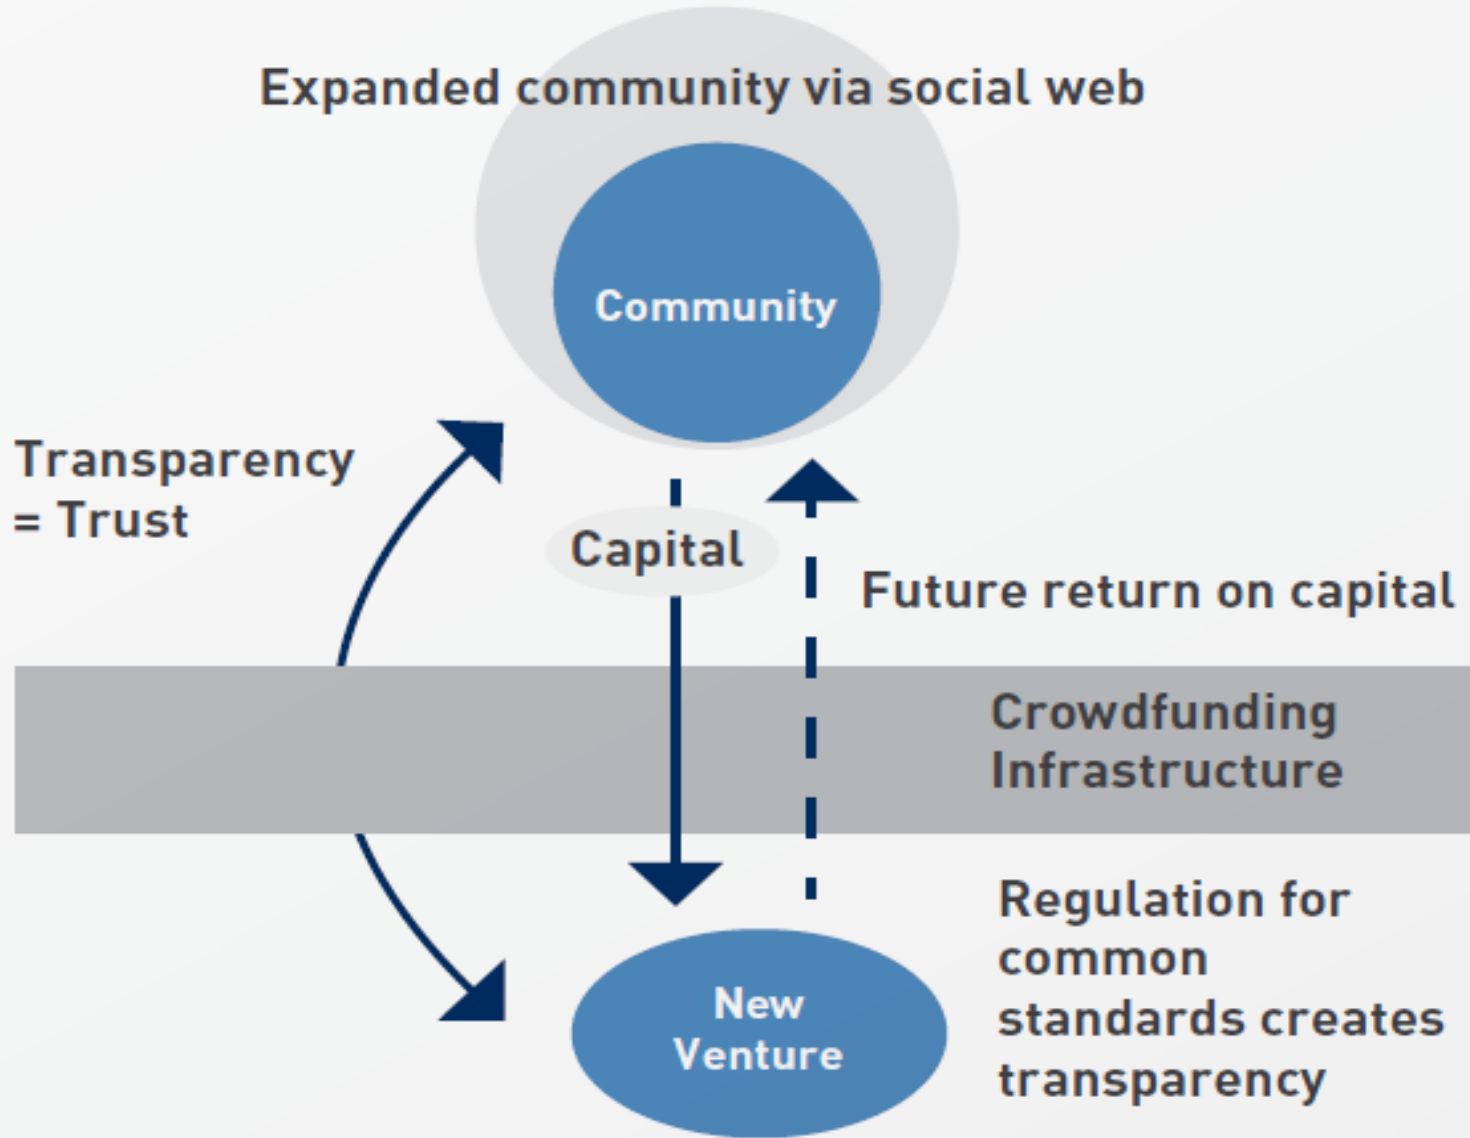 Expanded community via social web
Community
Transparency
= Trust
Capital
Future return on capital
Crowdfunding
Infrastructure
Regulation for
common
standards creates
transparency
New
Venture